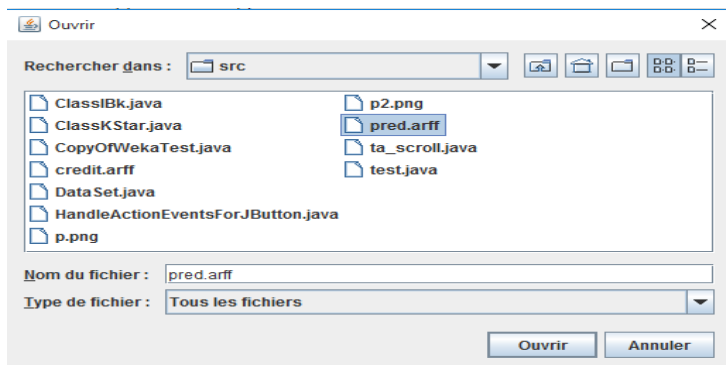 Ouvrir
Rechercher dans : src
ClassIBk.java
ClassKStar.java
CopyOfWekaTest.java
credit.arff
DataSet.java
HandleActionEventsForJButton.java
p.png
p2.png
pred.arff
ta_scroll.java
test.java
Nom du fichier : pred.arff
Type de fichier : Tous les fichiers
Ouvrir Annuler